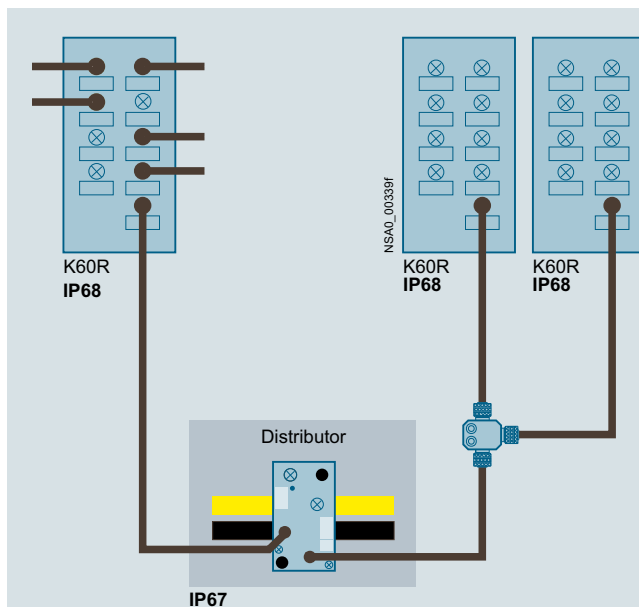 K60R
IP68
NSA0_00339f
K60R
IP68
K60R
IP68
Distributor
IP67